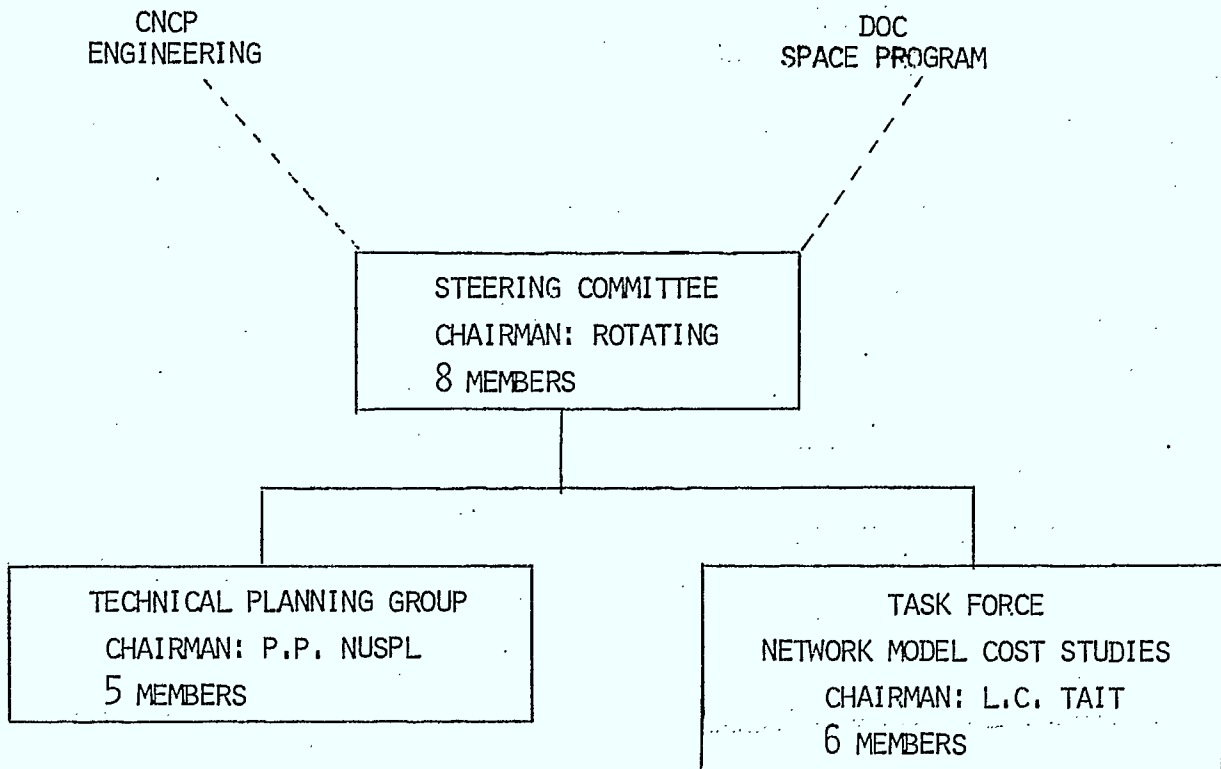 CNCP
ENGINEERING
DOC
SPACE PROGRAM
STEERING COMMITTEE
CHAIRMAN: ROTATING
8 MEMBERS
TECHNICAL PLANNING GROUP
CHAIRMAN: P.P. NUSPL
5 MEMBERS
TASK FORCE
NETWORK MODEL COST STUDIES
CHAIRMAN: L.C. TAIT
6 MEMBERS